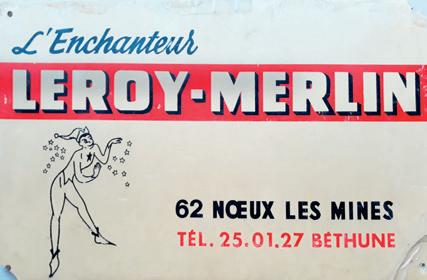 L'Enchanteur
LEROY-MERLIN
62 NŒUX LES MINES
TÉL. 25.01.27 BÉTHUNE